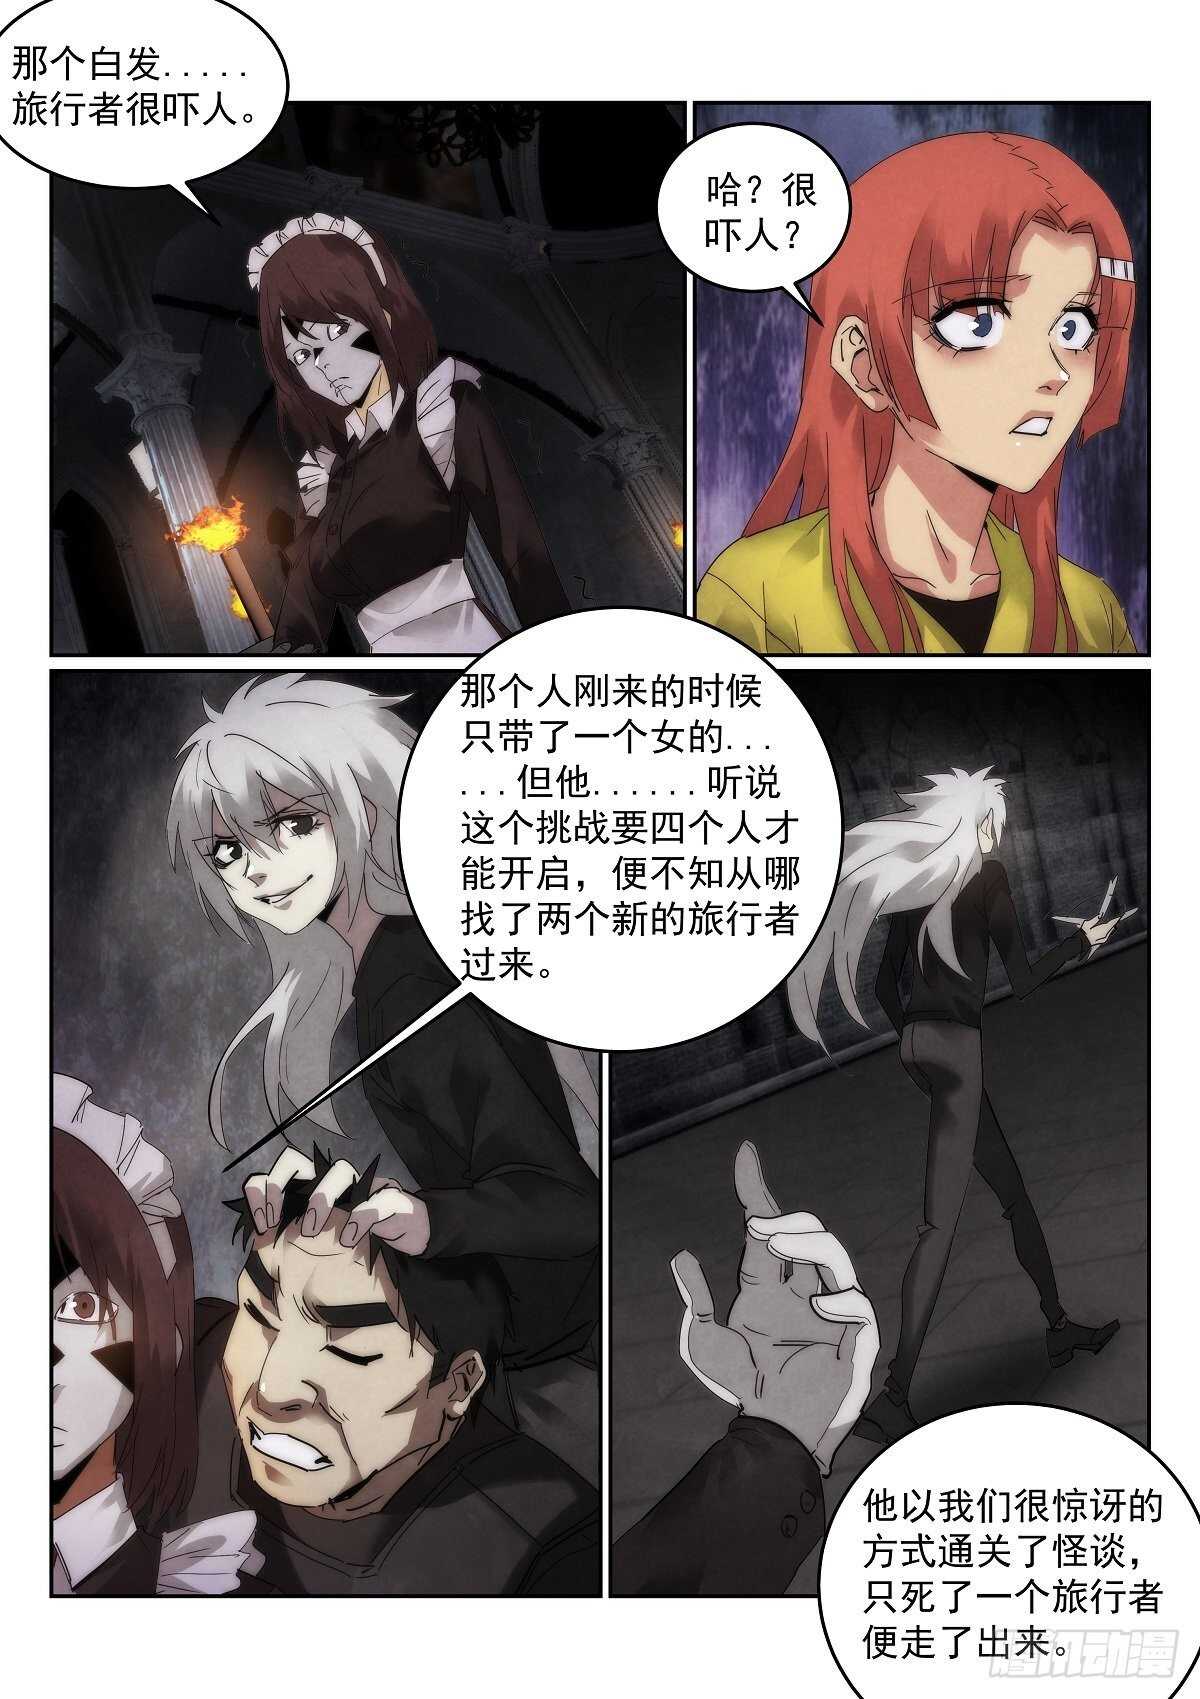 那个白发.....
旅行者很吓人。
哈？很
吓人？
那个人刚来的时候
只带了一个女的...
...但他......听说
这个挑战要四个人才
能开启，便不知从哪
找了两个新的旅行者
过来。
他以我们很惊讶的
方式通关了怪谈，
只死了一个旅行者
便走了出来。
腾讯动漫